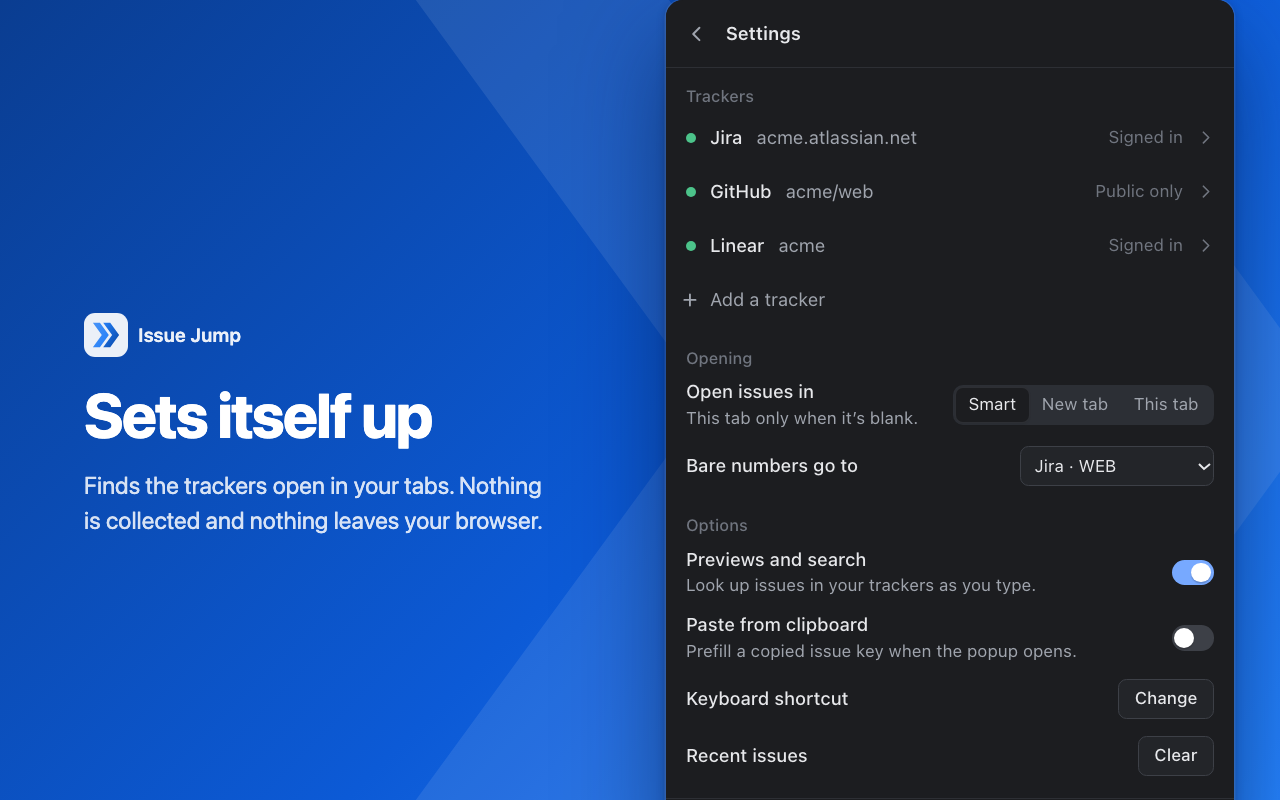 Issue Jump
Sets itself up
Finds the trackers open in your tabs. Nothing
is collected and nothing leaves your browser.
Settings
Trackers
Jira acme.atlassian.net Signed in
GitHub acme/web Public only
Linear acme Signed in
+ Add a tracker
Opening
Open issues in
This tab only when it’s blank.
Smart New tab This tab
Bare numbers go to Jira · WEB
Options
Previews and search
Look up issues in your trackers as you type.
Paste from clipboard
Prefill a copied issue key when the popup opens.
Keyboard shortcut Change
Recent issues Clear